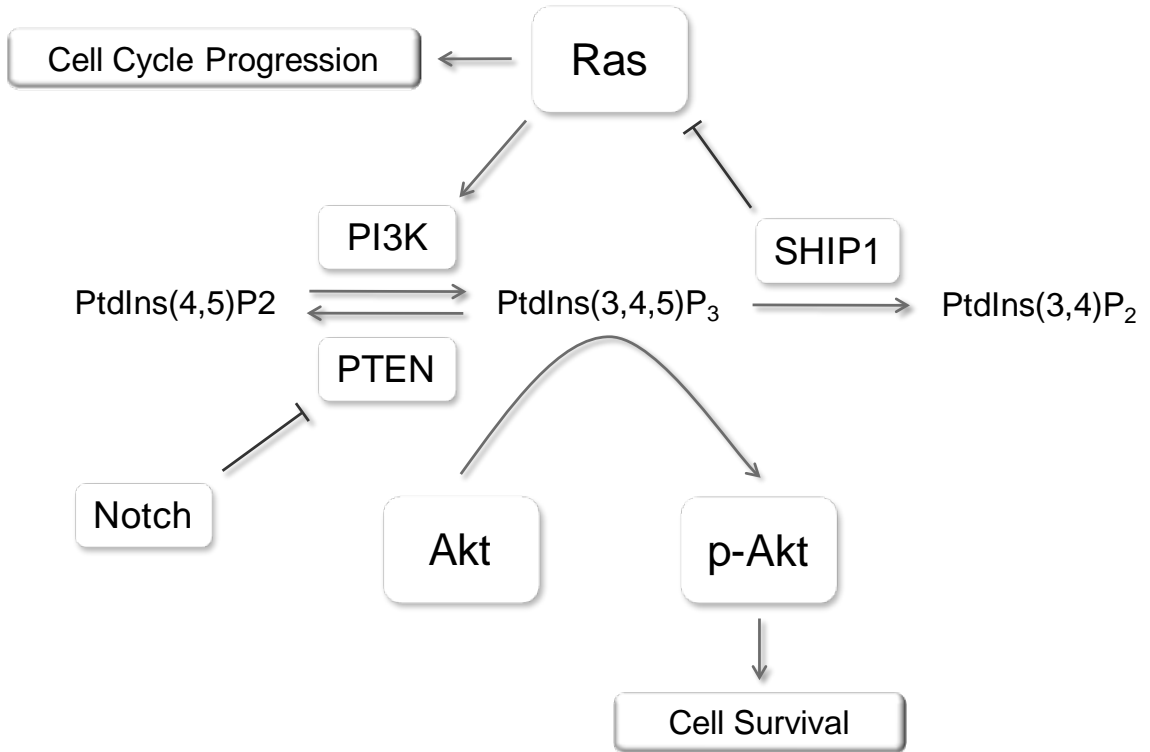 Ras
Cell Cycle Progression
PI3K
SHIP1
PtdIns(4,5)P2
PtdIns(3,4,5)P₃
PtdIns(3,4)P₂
PTEN
Notch
Akt
p-Akt
Cell Survival